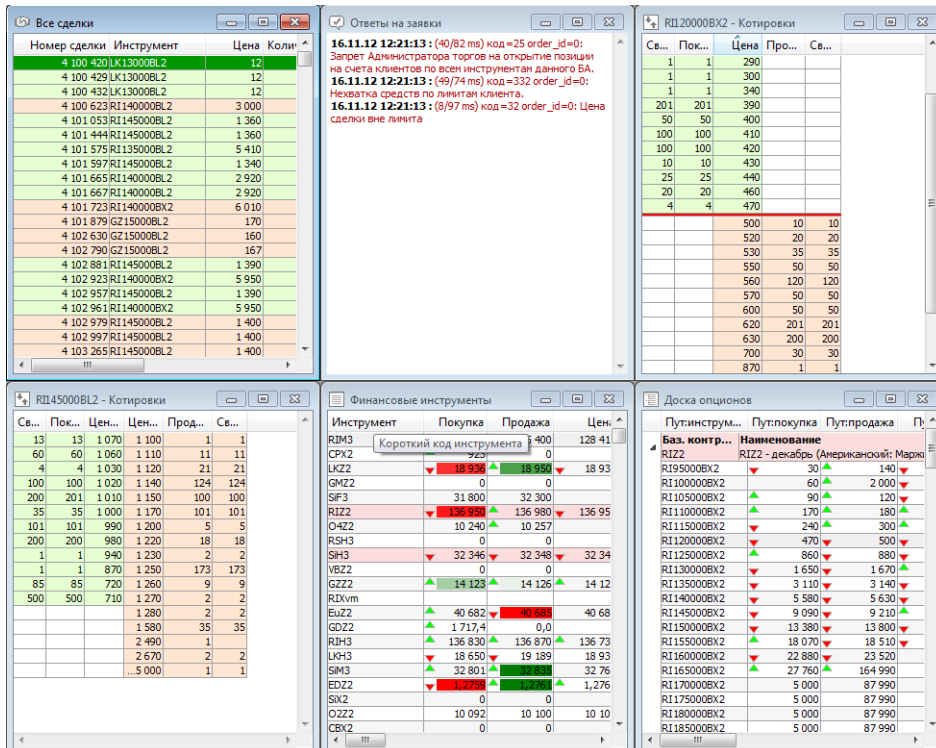 Все сделки
Номер сделки Инструмент Цена Колич
4 100 420 LK13000BL2 12
4 100 429 LK13000BL2 12
4 100 432 LK13000BL2 12
4 100 623 RI140000BL2 3 000
4 101 053 RI145000BL2 1 360
4 101 444 RI145000BL2 1 360
4 101 575 RI135000BL2 5 410
4 101 597 RI145000BL2 1 340
4 101 665 RI140000BL2 2 920
4 101 667 RI140000BL2 2 920
4 101 723 RI140000BX2 6 010
4 101 879 GZ15000BL2 170
4 102 630 GZ15000BL2 160
4 102 790 GZ15000BL2 167
4 102 881 RI145000BL2 1 390
4 102 923 RI140000BX2 5 950
4 102 957 RI145000BL2 1 390
4 102 961 RI140000BX2 5 950
4 102 979 RI145000BL2 1 400
4 102 997 RI145000BL2 1 400
4 103 265 RI145000BL2 1 400
Ответы на заявки
16.11.12 12:21:13 : (40/82 ms) код=25 order_id=0:
Запрет Администратора торгов на открытие позиции
на счета клиентов по всем инструментам данного БА.
16.11.12 12:21:13 : (49/74 ms) код=332 order_id=0:
Нехватка средств по лимитам клиента.
16.11.12 12:21:13 : (8/97 ms) код=32 order_id=0: Цена
сделки вне лимита
RI120000BX2 - Котировки
Св... Пок... Цена Про... Св...
1 1 290
1 1 300
1 1 340
201 201 390
50 50 400
100 100 410
100 100 420
10 10 430
25 25 440
20 20 460
4 4 470
500 10 10
520 20 20
530 35 35
550 50 50
560 120 120
570 50 50
600 50 50
620 201 201
630 200 200
700 30 30
870 1 1
RI145000BL2 - Котировки
Св... Пок... Цен... Цен... Прод... Св...
13 13 1 070 1 100 1 1
60 60 1 060 1 110 11 11
4 4 1 030 1 120 21 21
100 100 1 020 1 140 124 124
200 201 1 010 1 150 100 100
35 35 1 000 1 170 101 101
101 101 990 1 200 5 5
200 200 980 1 220 18 18
1 1 940 1 230 2 2
1 1 870 1 250 173 173
85 85 720 1 260 9 9
500 500 710 1 270 2 2
1 280 2 2
1 580 35 35
2 490 1
2 670 2 2
...5 000 1 1
Финансовые инструменты
Инструмент Покупка Продажа Цен
RIM3 400 128 41
Короткий код инструмента
CPX2 923 0
LKZ2 18 936 18 950 18 93
GMZ2 0 0
SiF3 31 800 32 300
RIZ2 136 950 136 980 136 95
O4Z2 10 240 10 257
RSH3 0 0
SiH3 32 346 32 348 32 34
VBZ2 0 0
GZZ2 14 123 14 126 14 12
RIXvm
EuZ2 40 682 40 685 40 68
GDZ2 1 717,4 0,0
RIH3 136 830 136 870 136 73
LKH3 18 650 19 189 18 93
SiM3 32 801 32 835 32 76
EDZ2 1,2759 1,2761 1,276
SiX2 0 0
O2Z2 10 092 10 100 10 10
CBX2 0 0
Доска опционов
Пут:инструм... Пут:покупка Пут:продажа
Баз. контр... Наименование
RIZ2 RIZ2 - декабрь (Американский: Маржи
RI95000BX2 30 140
RI100000BX2 60 2 000
RI105000BX2 90 120
RI110000BX2 170 180
RI115000BX2 240 300
RI120000BX2 470 500
RI125000BX2 860 880
RI130000BX2 1 650 1 670
RI135000BX2 3 110 3 140
RI140000BX2 5 580 5 630
RI145000BX2 9 090 9 210
RI150000BX2 13 380 13 800
RI155000BX2 18 070 18 510
RI160000BX2 22 880 23 520
RI165000BX2 27 760 164 990
RI170000BX2 5 000 87 990
RI175000BX2 5 000 87 990
RI180000BX2 5 000 87 990
RI185000BX2 5 000 87 990